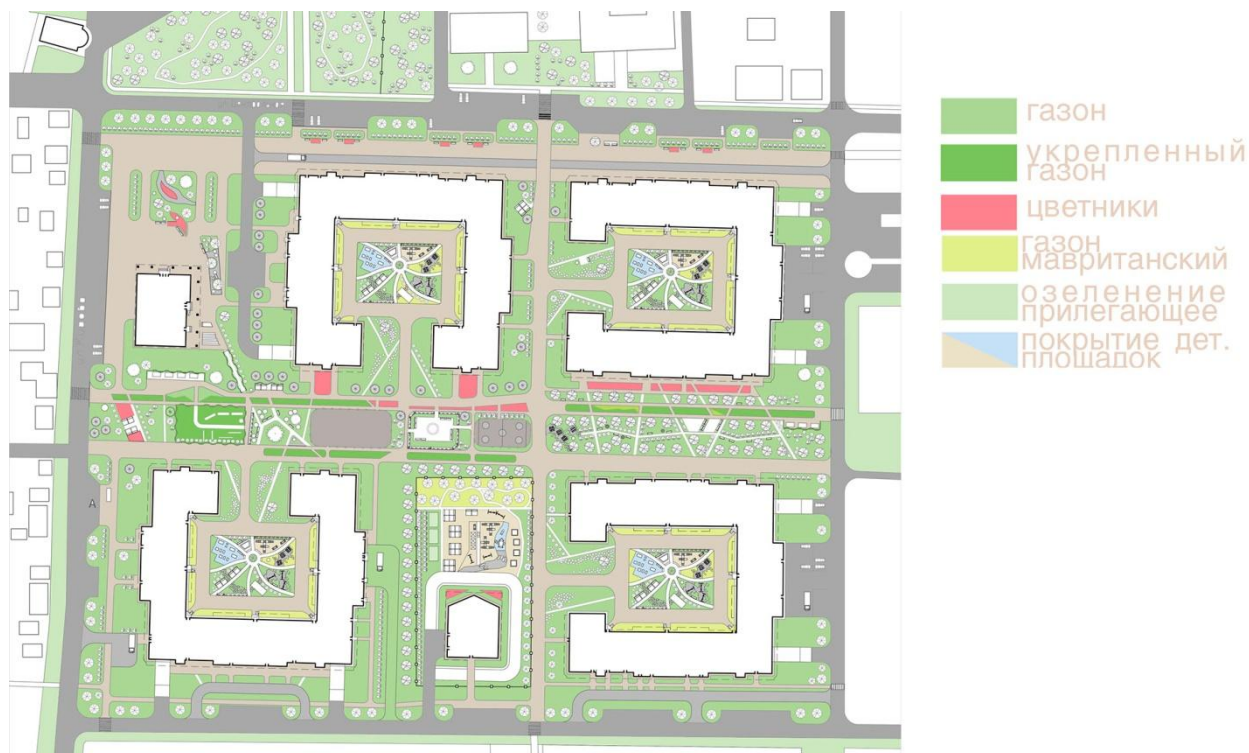 газон
укрепленный
газон
цветники
газон
мавританский
озеленение
прилегающее
покрытие дет.
площадок
A